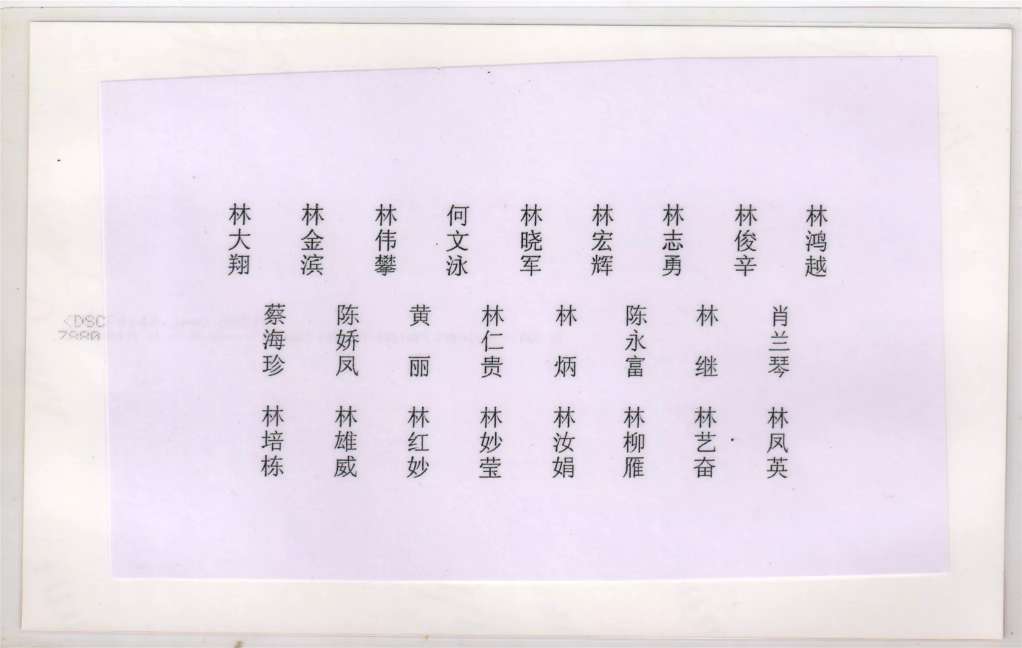 林大翔 林金滨 林伟攀 何文泳 林晓军 林宏辉 林志勇 林俊辛 林鸿越
蔡海珍 陈娇凤 黄丽 林仁贵 林炳 陈永富 林继 肖兰琴
林培栋 林雄威 林红妙 林妙莹 林汝娟 林柳雁 林艺奋 林凤英
<DSC
7880